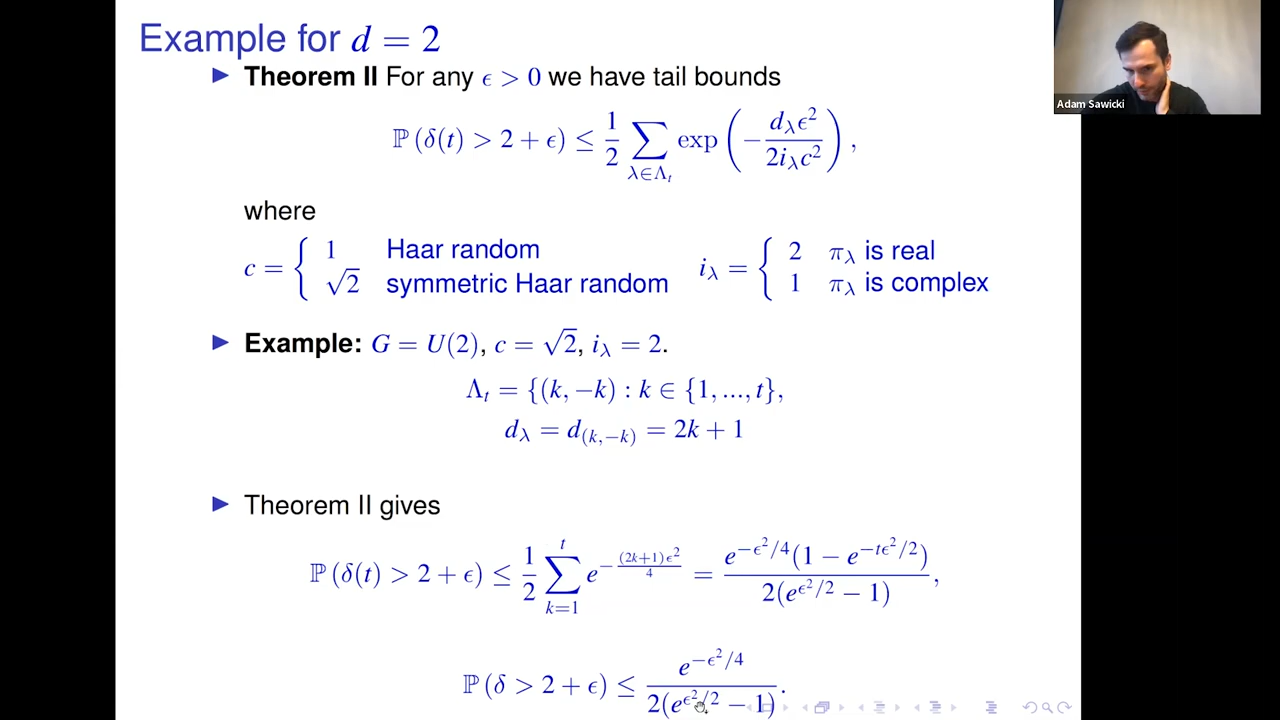 Example for d = 2
▶ Theorem II For any ϵ > 0 we have tail bounds
ℙ (δ(t) > 2 + ϵ) ≤ 1/2 ∑_{λ∈Λ_t} exp (−d_λϵ²/2i_λc²),
where
c = { 1 Haar random; √2 symmetric Haar random   i_λ = { 2 π_λ is real; 1 π_λ is complex
▶ Example: G = U(2), c = √2, i_λ = 2.
Λ_t = {(k, −k) : k ∈ {1, ..., t},
d_λ = d_{(k,−k)} = 2k + 1
▶ Theorem II gives
ℙ (δ(t) > 2 + ϵ) ≤ 1/2 ∑_{k=1}^{t} e^{−(2k+1)ϵ²/4} = e^{−ϵ²/4}(1 − e^{−tϵ²/2})/2(e^{ϵ²/2} − 1),
ℙ (δ > 2 + ϵ) ≤ e^{−ϵ²/4}/2(e^{ϵ²/2} − 1).
Adam Sawicki